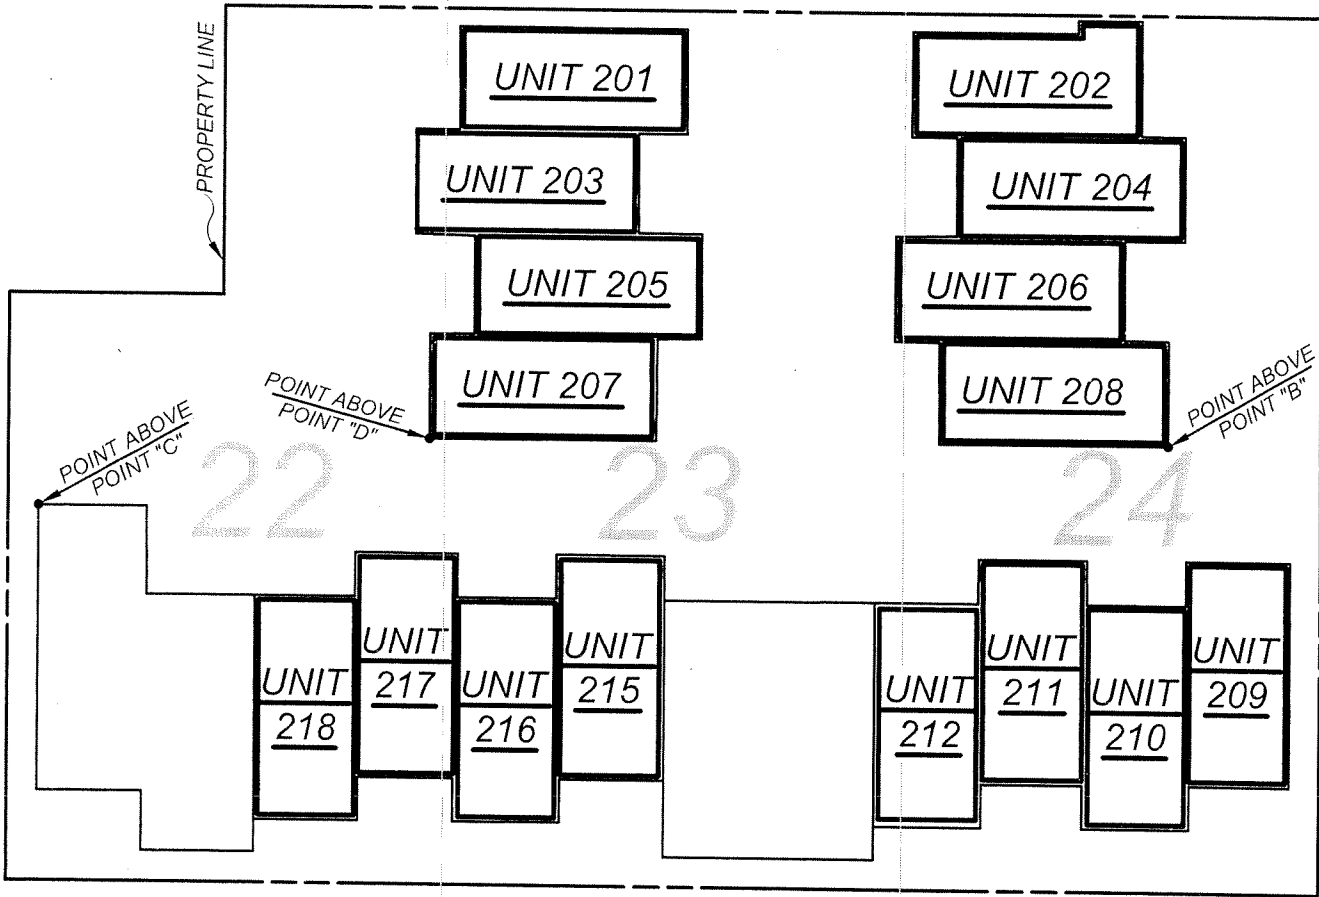 PROPERTY LINE
UNIT 201
UNIT 202
UNIT 203
UNIT 204
UNIT 205
UNIT 206
UNIT 207
UNIT 208
POINT ABOVE
POINT "D"
POINT ABOVE
POINT "B"
POINT ABOVE
POINT "C"
22
23
24
UNIT
218
UNIT
217
UNIT
216
UNIT
215
UNIT
212
UNIT
211
UNIT
210
UNIT
209